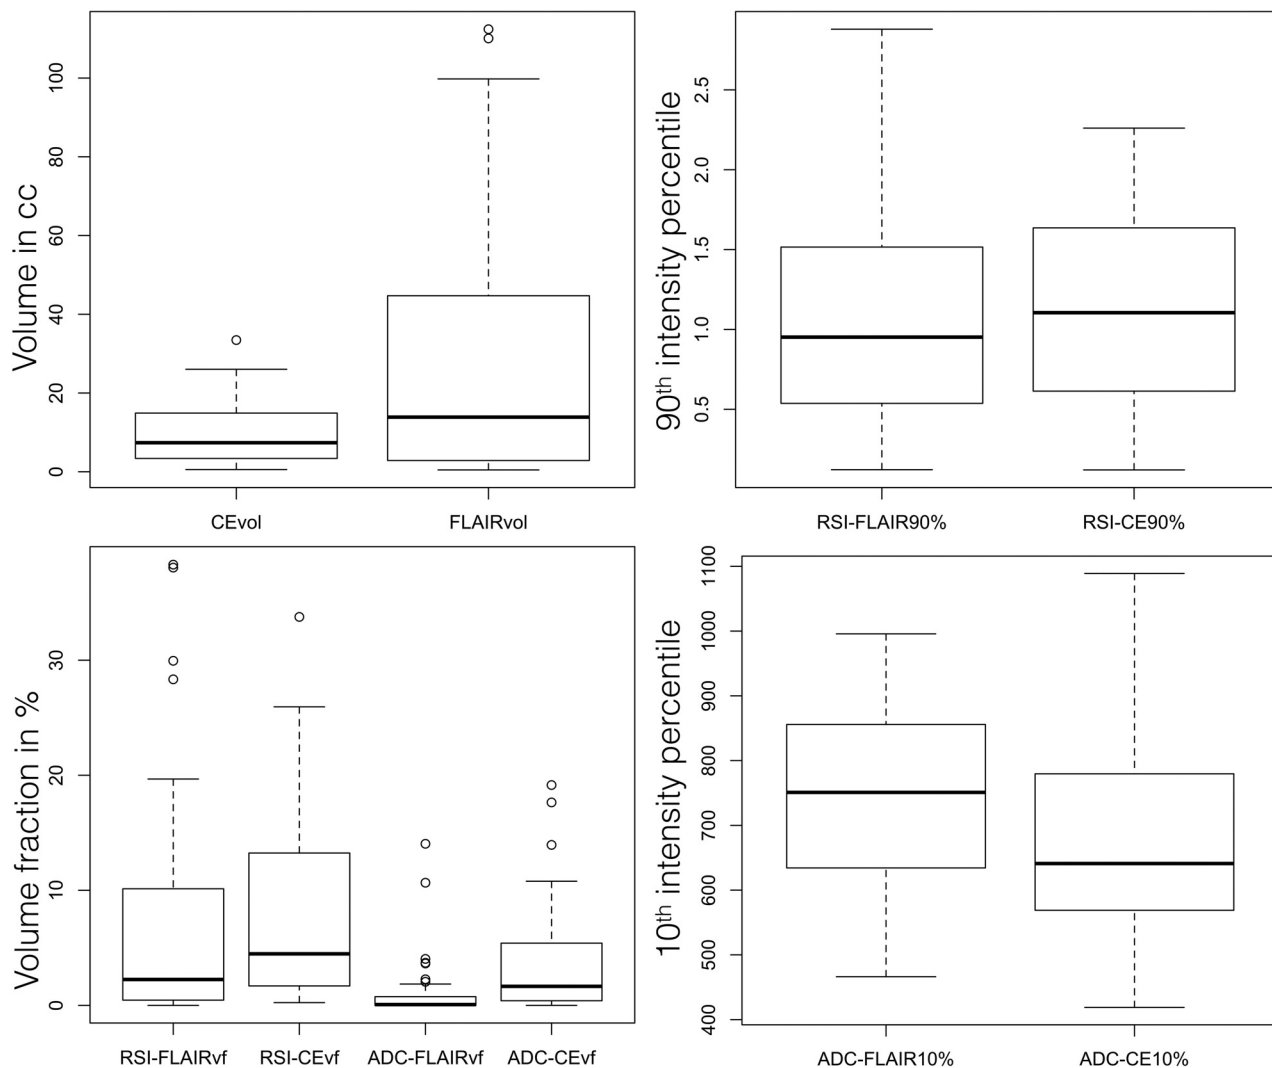 Volume in cc
100
80
60
40
20
0
CEvol FLAIRvol
90th intensity percentile
2.5
2.0
1.5
1.0
0.5
RSI-FLAIR90% RSI-CE90%
Volume fraction in %
30
20
10
0
RSI-FLAIRvf RSI-CEvf ADC-FLAIRvf ADC-CEvf
10th intensity percentile
1100
1000
900
800
700
600
500
400
ADC-FLAIR10% ADC-CE10%